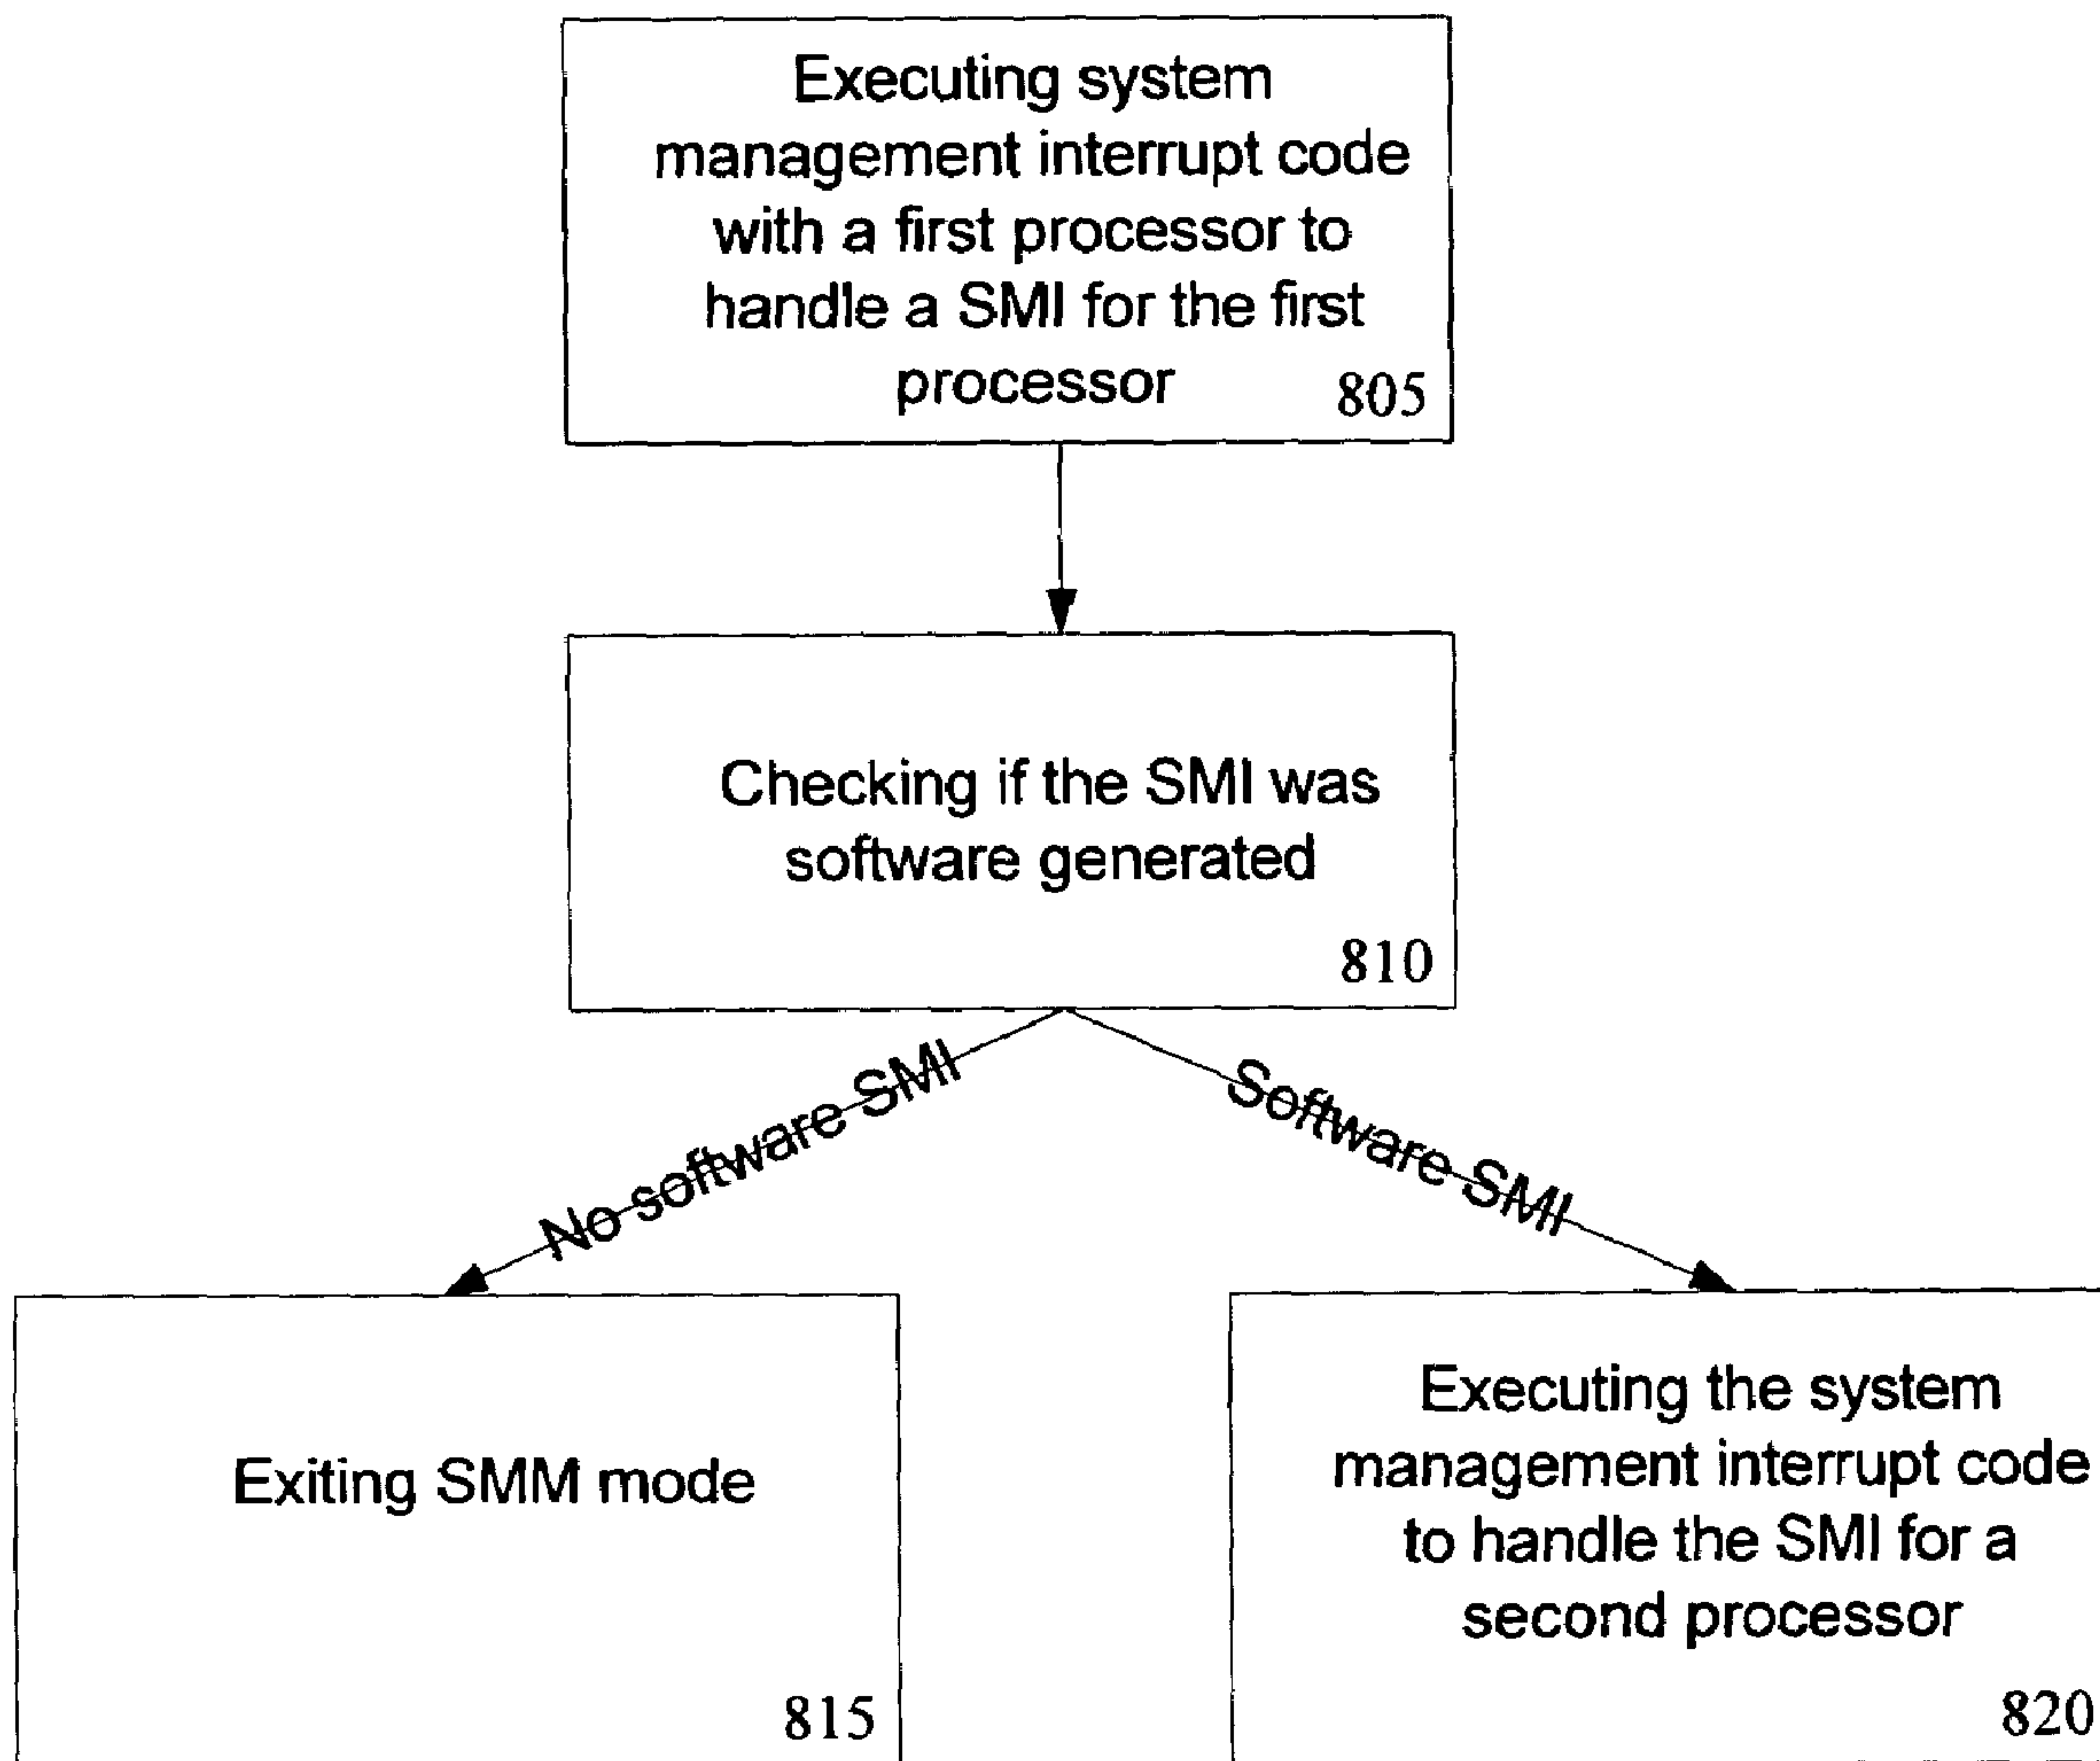 Executing system
management interrupt code
with a first processor to
handle a SMI for the first
processor
805
Checking if the SMI was
software generated
810
No software SMI
Software SMI
Exiting SMM mode
815
Executing the system
management interrupt code
to handle the SMI for a
second processor
820